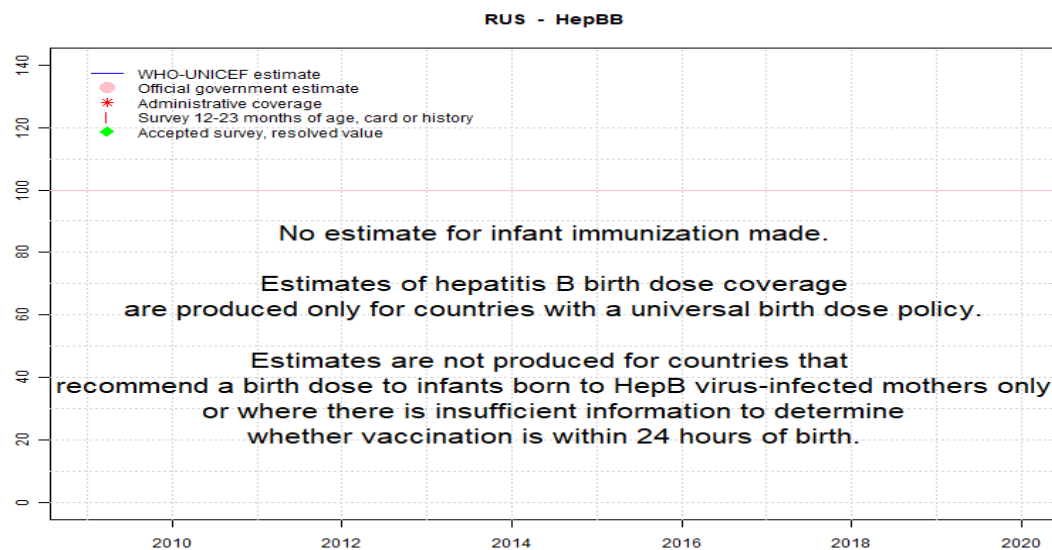 RUS - HepBB
140
120
100
80
60
40
20
0
WHO-UNICEF estimate
Official government estimate
Administrative coverage
Survey 12-23 months of age, card or history
Accepted survey, resolved value
No estimate for infant immunization made.
Estimates of hepatitis B birth dose coverage
are produced only for countries with a universal birth dose policy.
Estimates are not produced for countries that
recommend a birth dose to infants born to HepB virus-infected mothers only
or where there is insufficient information to determine
whether vaccination is within 24 hours of birth.
2010 2012 2014 2016 2018 2020